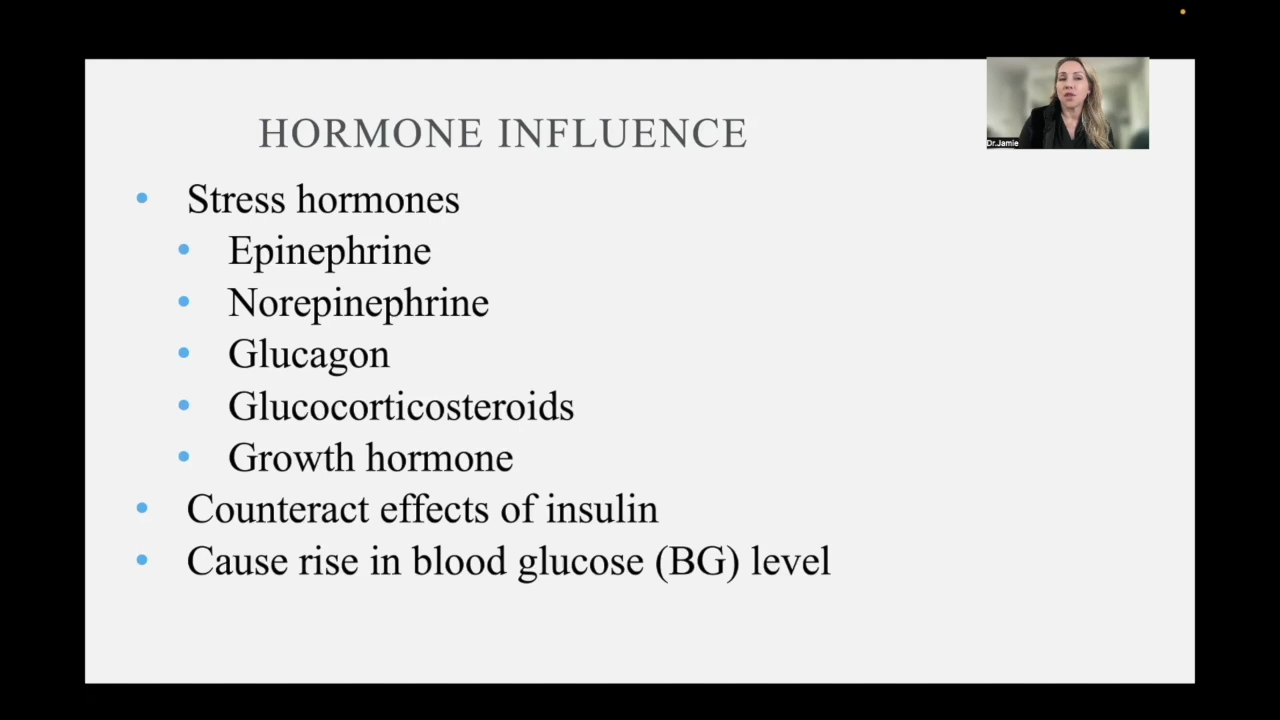 HORMONE INFLUENCE
Dr.Jamie
• Stress hormones
• Epinephrine
• Norepinephrine
• Glucagon
• Glucocorticosteroids
• Growth hormone
• Counteract effects of insulin
• Cause rise in blood glucose (BG) level